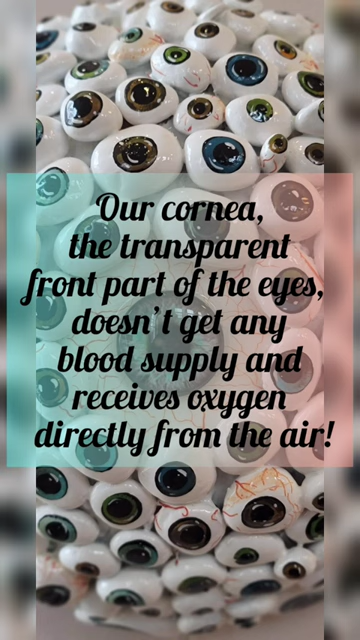 Our cornea,
the transparent
front part of the eyes,
doesn't get any
blood supply and
receives oxygen
directly from the air!